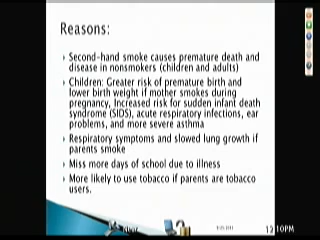 Reasons:
Second-hand smoke causes premature death and
disease in nonsmokers (children and adults)
Children: Greater risk of premature birth and
lower birth weight if mother smokes during
pregnancy, Increased risk for sudden infant death
syndrome (SIDS), acute respiratory infections, ear
problems, and more severe asthma
Respiratory symptoms and slowed lung growth if
parents smoke
Miss more days of school due to illness
More likely to use tobacco if parents are tobacco
users.